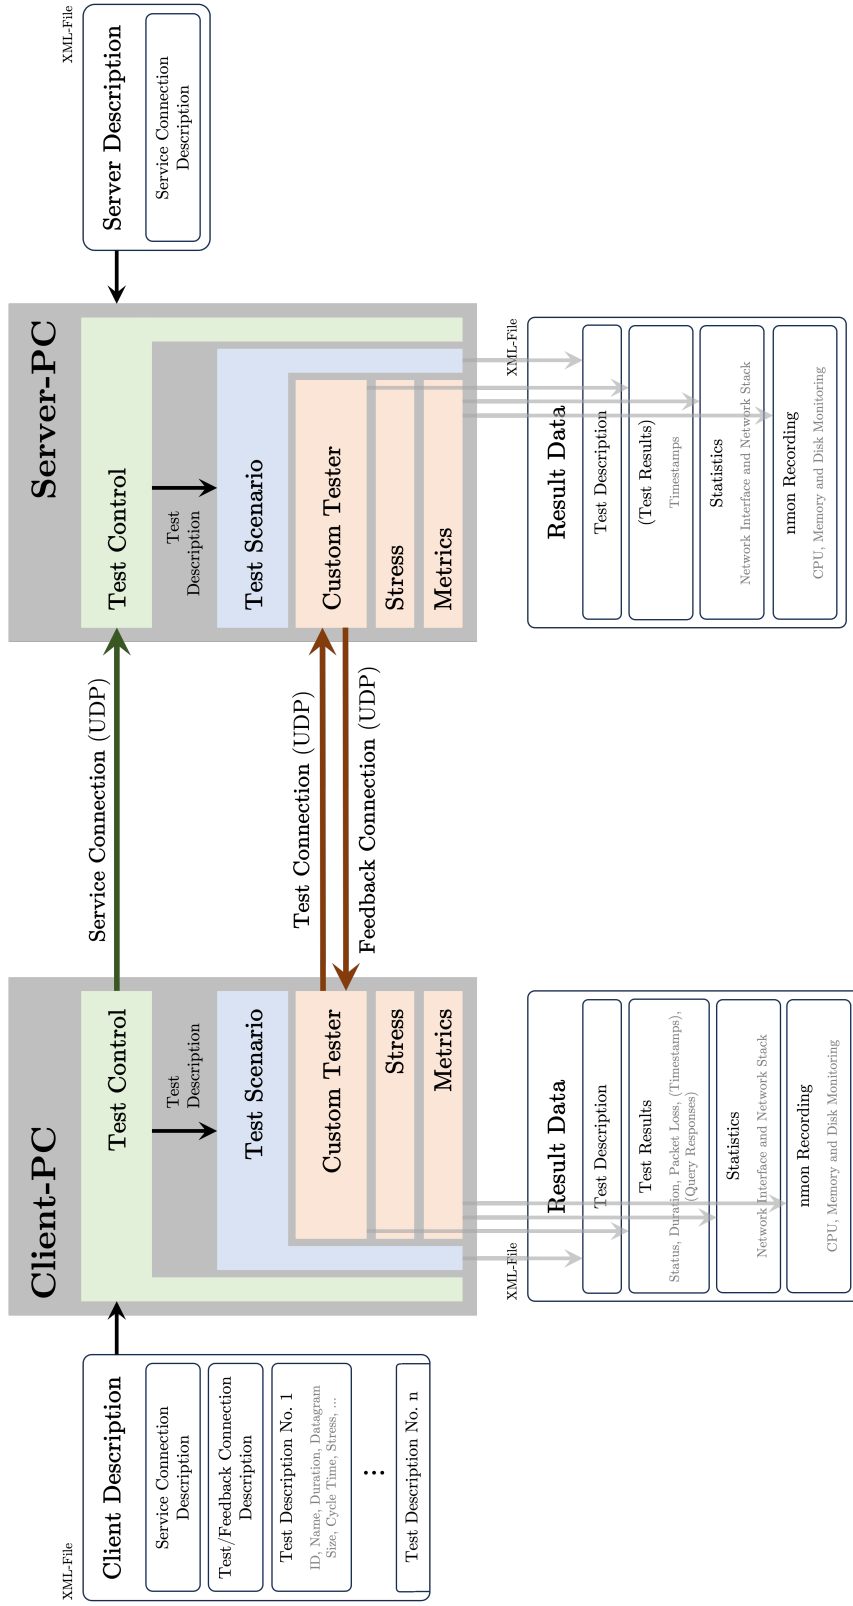 XML-File
Client Description
Service Connection
Description
Test/Feedback Connection
Description
Test Description No. 1
ID, Name, Duration, Datagram
Size, Cycle Time, Stress, ...
⋮
Test Description No. n
Client-PC
Test Control
Test
Description
Test Scenario
Custom Tester
Stress
Metrics
XML-File
Result Data
Test Description
Test Results
Status, Duration, Packet Loss, (Timestamps),
(Query Responses)
Statistics
Network Interface and Network Stack
nmon Recording
CPU, Memory and Disk Monitoring
Service Connection (UDP)
Test Connection (UDP)
Feedback Connection (UDP)
Server-PC
Test Control
Test
Description
Test Scenario
Custom Tester
Stress
Metrics
XML-File
Result Data
Test Description
(Test Results)
Timestamps
Statistics
Network Interface and Network Stack
nmon Recording
CPU, Memory and Disk Monitoring
XML-File
Server Description
Service Connection
Description